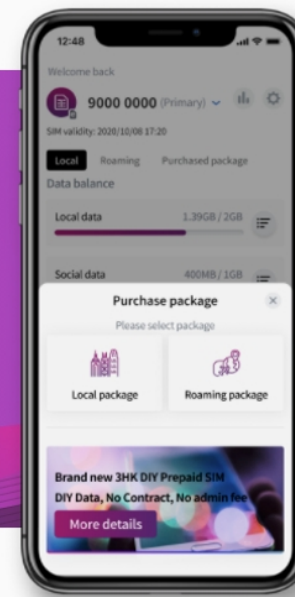 12:48
Welcome back
9000 0000 (Primary)
SIM validity: 2020/10/08 17:20
Local Roaming Purchased package
Data balance
Local data 1.39GB / 2GB
Social data 400MB / 1GB
Purchase package
Please select package
Local package Roaming package
Brand new 3HK DIY Prepaid SIM
DIY Data, No Contract, No admin fee
More details